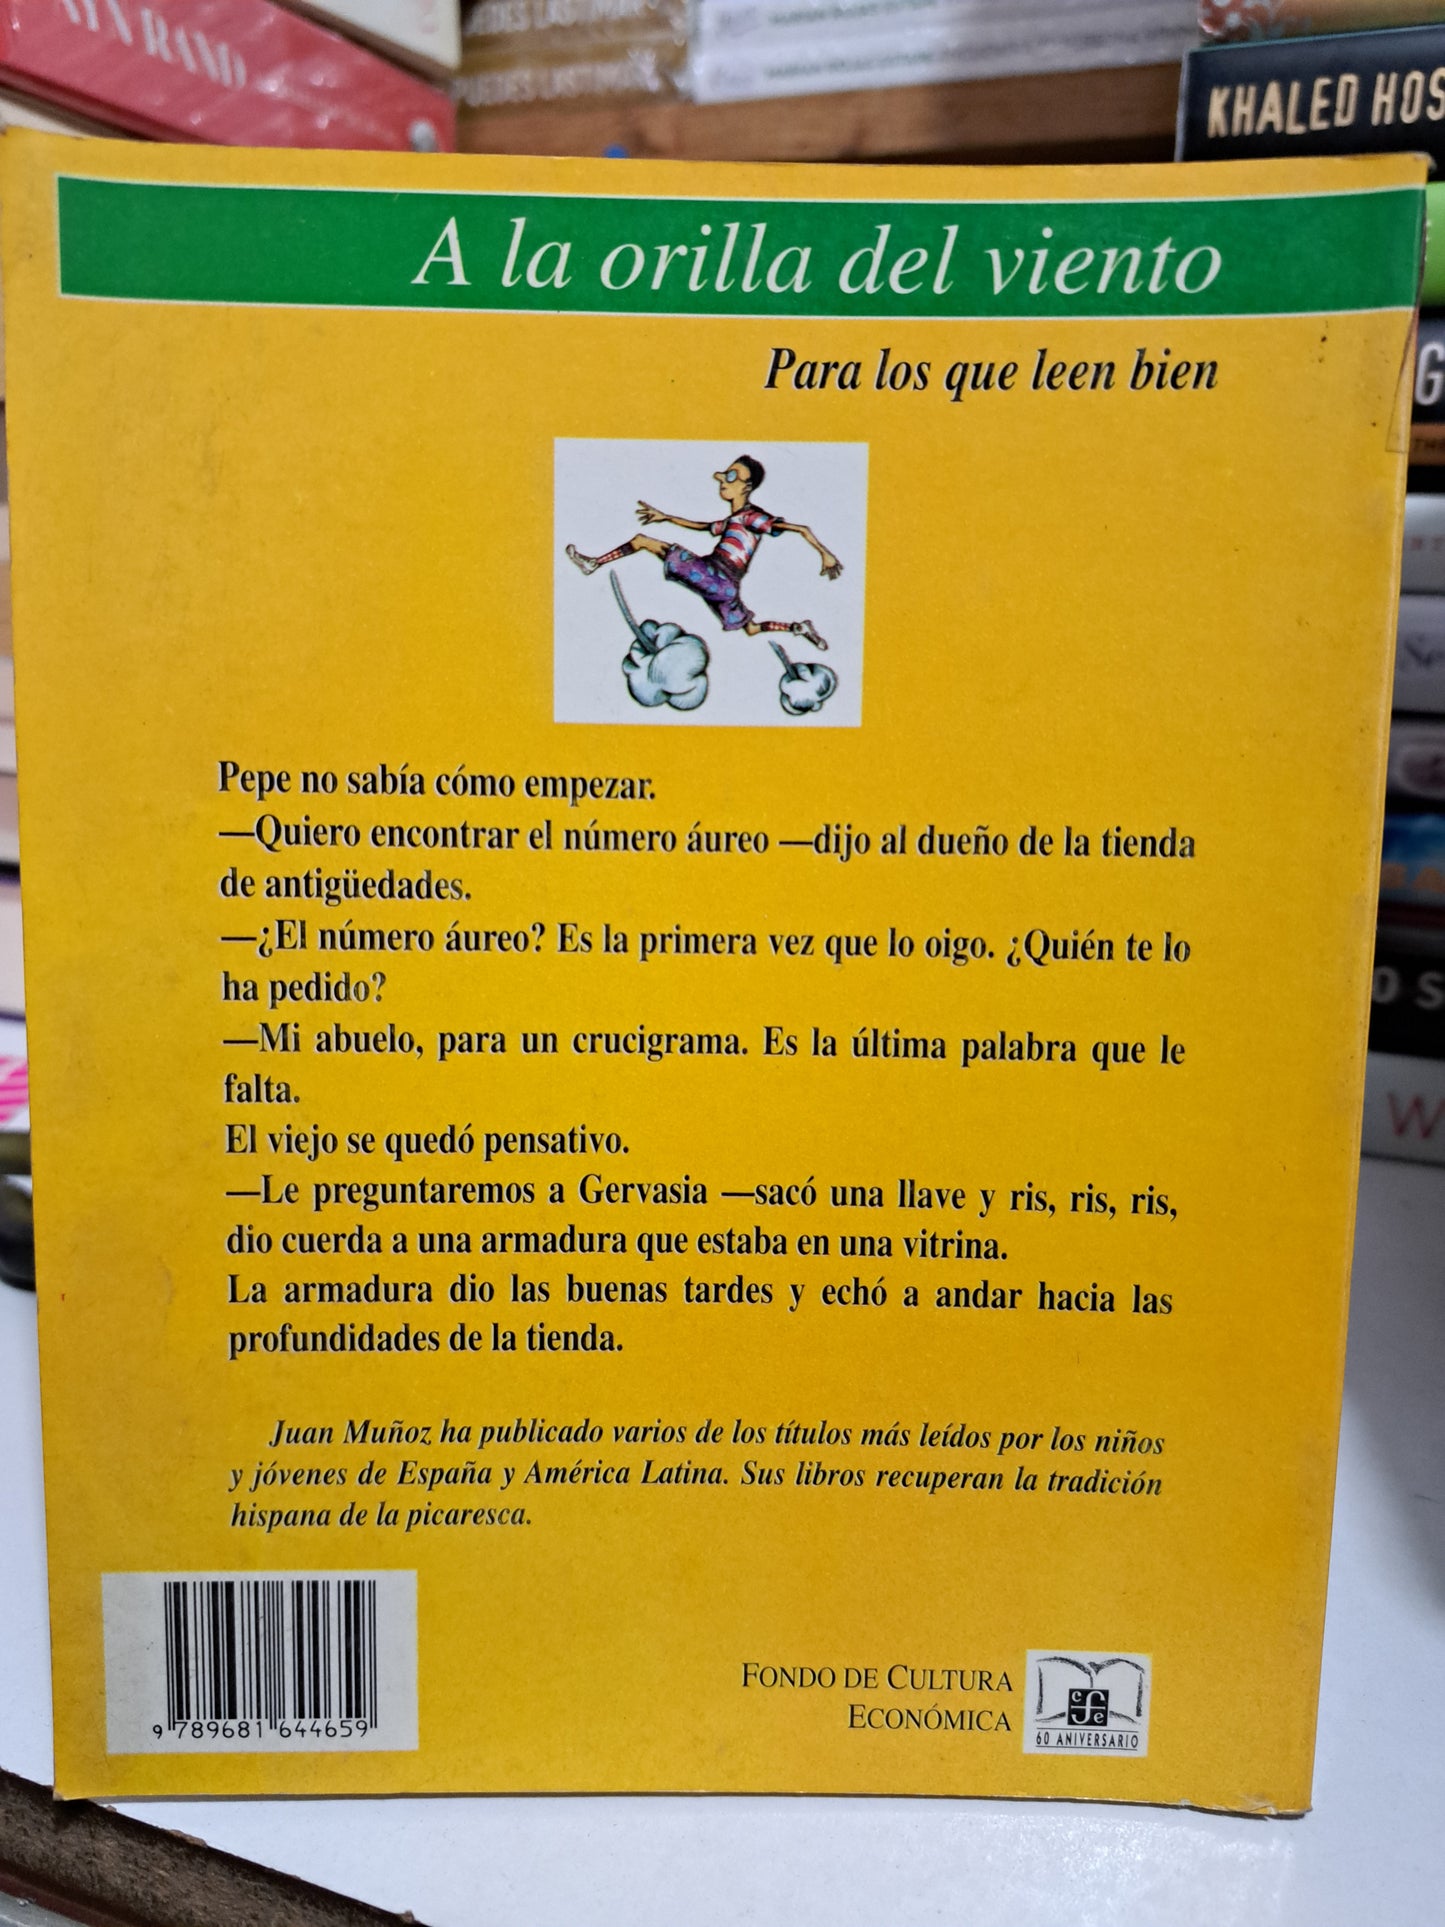 AYN RAND
PUEDES LASTIMAR
KHALED HOS
A la orilla del viento
Para los que leen bien
Pepe no sabía cómo empezar.
—Quiero encontrar el número áureo —dijo al dueño de la tienda
de antigüedades.
—¿El número áureo? Es la primera vez que lo oigo. ¿Quién te lo
ha pedido?
—Mi abuelo, para un crucigrama. Es la última palabra que le
falta.
El viejo se quedó pensativo.
—Le preguntaremos a Gervasia —sacó una llave y ris, ris, ris,
dio cuerda a una armadura que estaba en una vitrina.
La armadura dio las buenas tardes y echó a andar hacia las
profundidades de la tienda.
Juan Muñoz ha publicado varios de los títulos más leídos por los niños
y jóvenes de España y América Latina. Sus libros recuperan la tradición
hispana de la picaresca.
9 789681 644659
FONDO DE CULTURA
ECONÓMICA
cfe
60 ANIVERSARIO